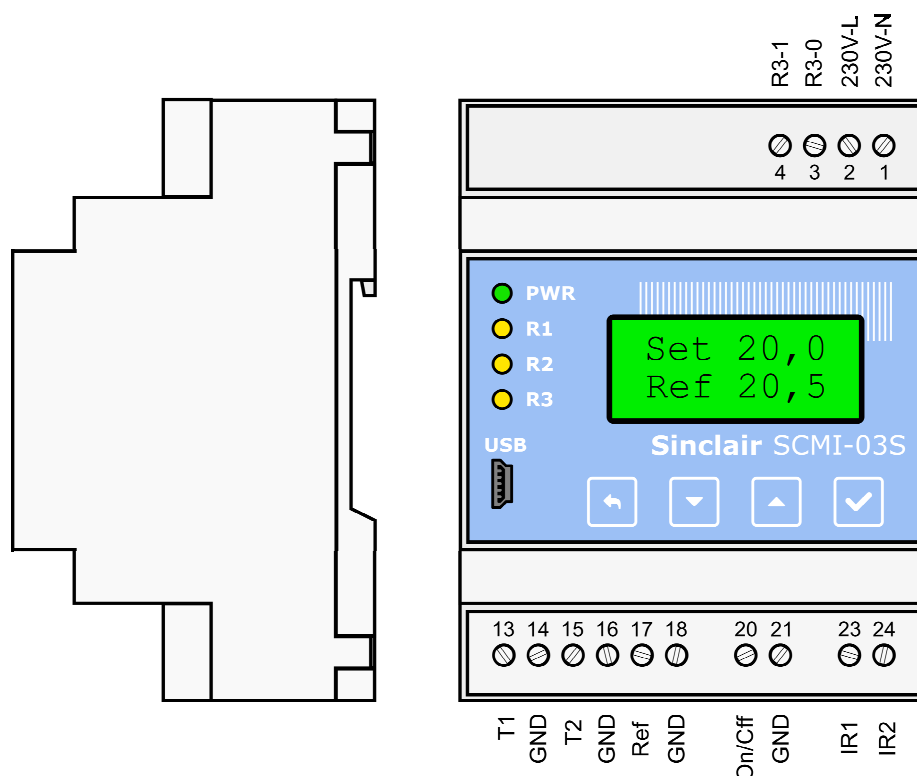 R3-1 R3-0 230V-L 230V-N
4 3 2 1
PWR
R1
R2
R3
Set 20,0
Ref 20,5
USB
Sinclair SCMI-03S
13 14 15 16 17 18 20 21 23 24
T1 GND T2 GND Ref GND On/Cff GND IR1 IR2